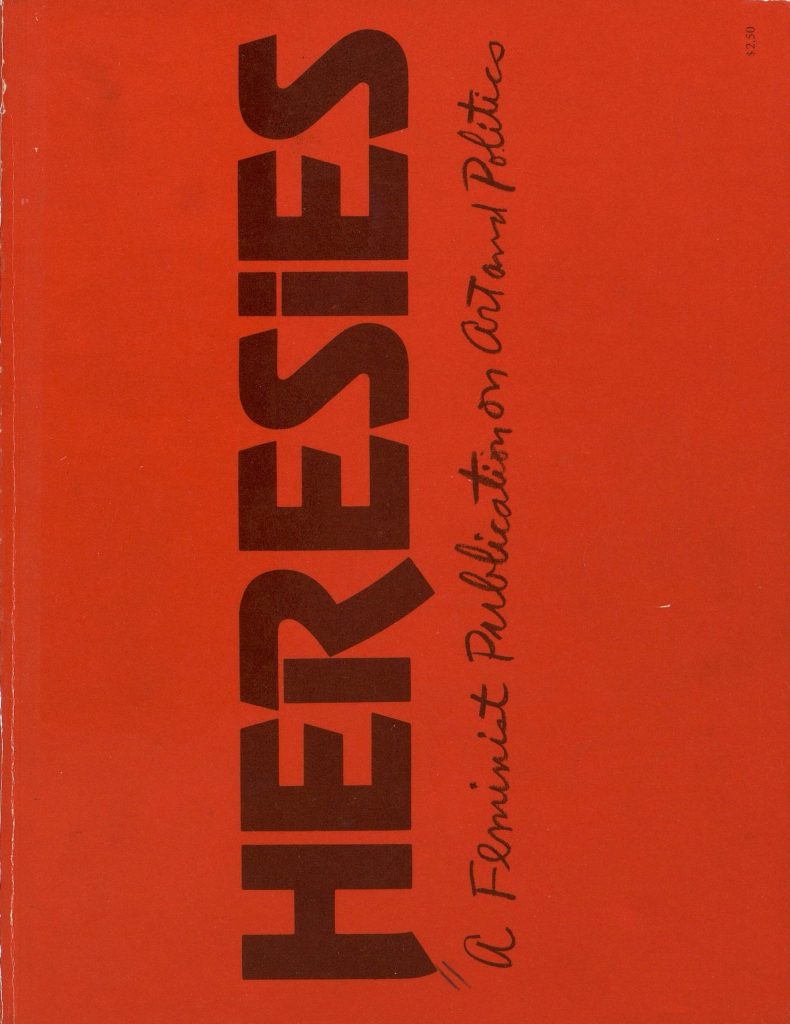 HERESiES
A Feminist Publication on Art and Politics
$2.50